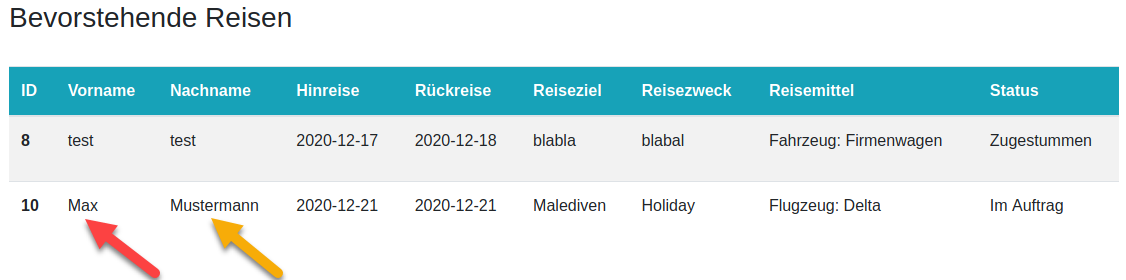 Bevorstehende Reisen
ID Vorname Nachname Hinreise Rückreise Reiseziel Reisezweck Reisemittel Status
8 test test 2020-12-17 2020-12-18 blabla blabal Fahrzeug: Firmenwagen Zugestummen
10 Max Mustermann 2020-12-21 2020-12-21 Malediven Holiday Flugzeug: Delta Im Auftrag